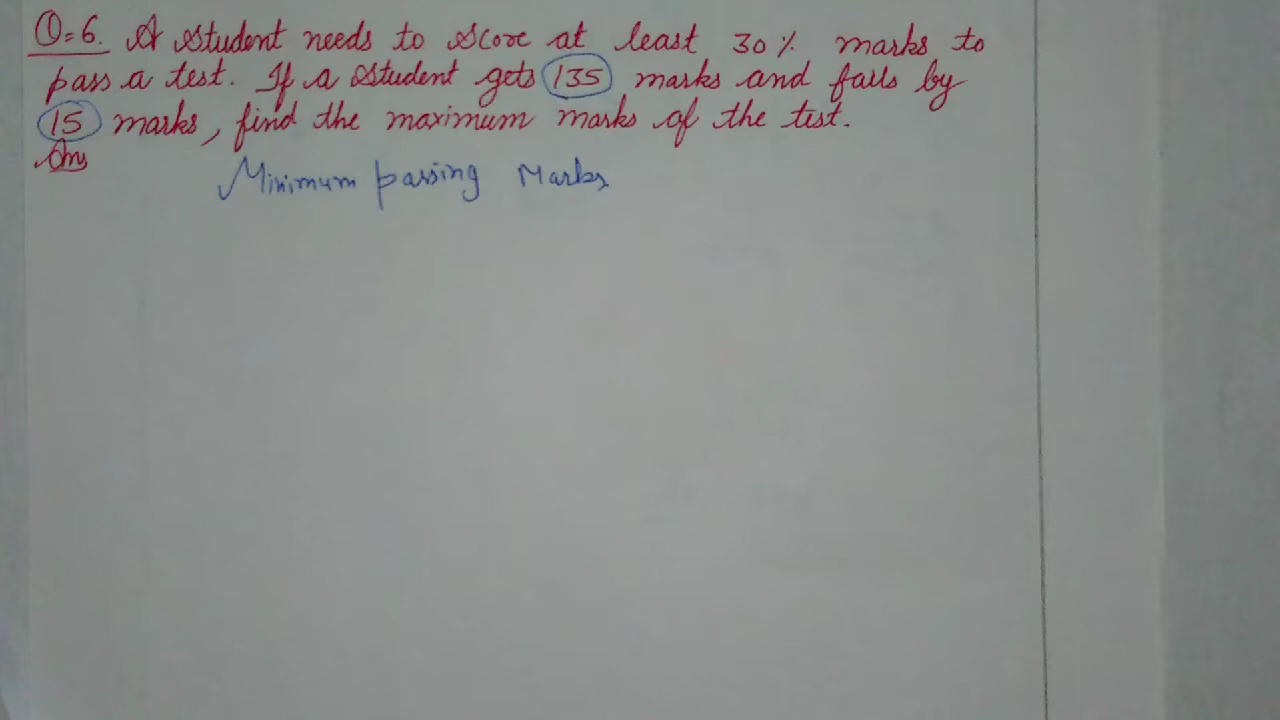 Q=6. A student needs to score at least 30% marks to
pass a test. If a student gets 135 marks and fails by
15 marks, find the maximum marks of the test.
Ans
Minimum passing Marks